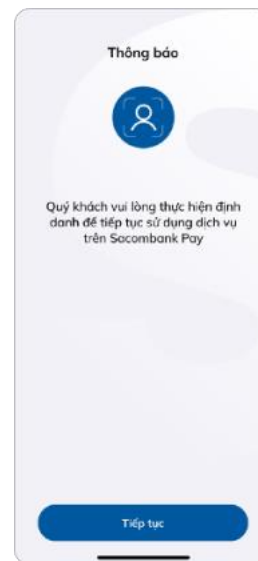 Thông báo
Quý khách vui lòng thực hiện định
danh để tiếp tục sử dụng dịch vụ
trên Sacombank Pay
Tiếp tục